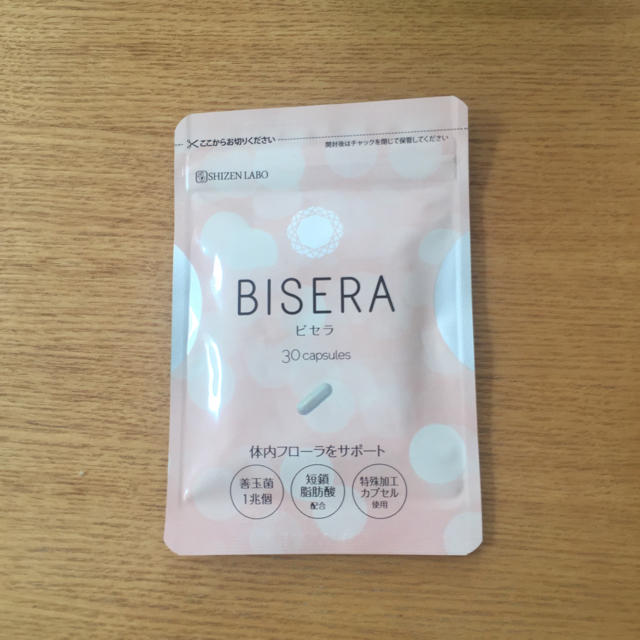 ここからお切りください
開封後はチャックを閉じて保管してください
SHIZEN LABO
BISERA
ビセラ
30 capsules
体内フローラをサポート
善玉菌
1兆個
短鎖
脂肪酸
配合
特殊加工
カプセル
使用